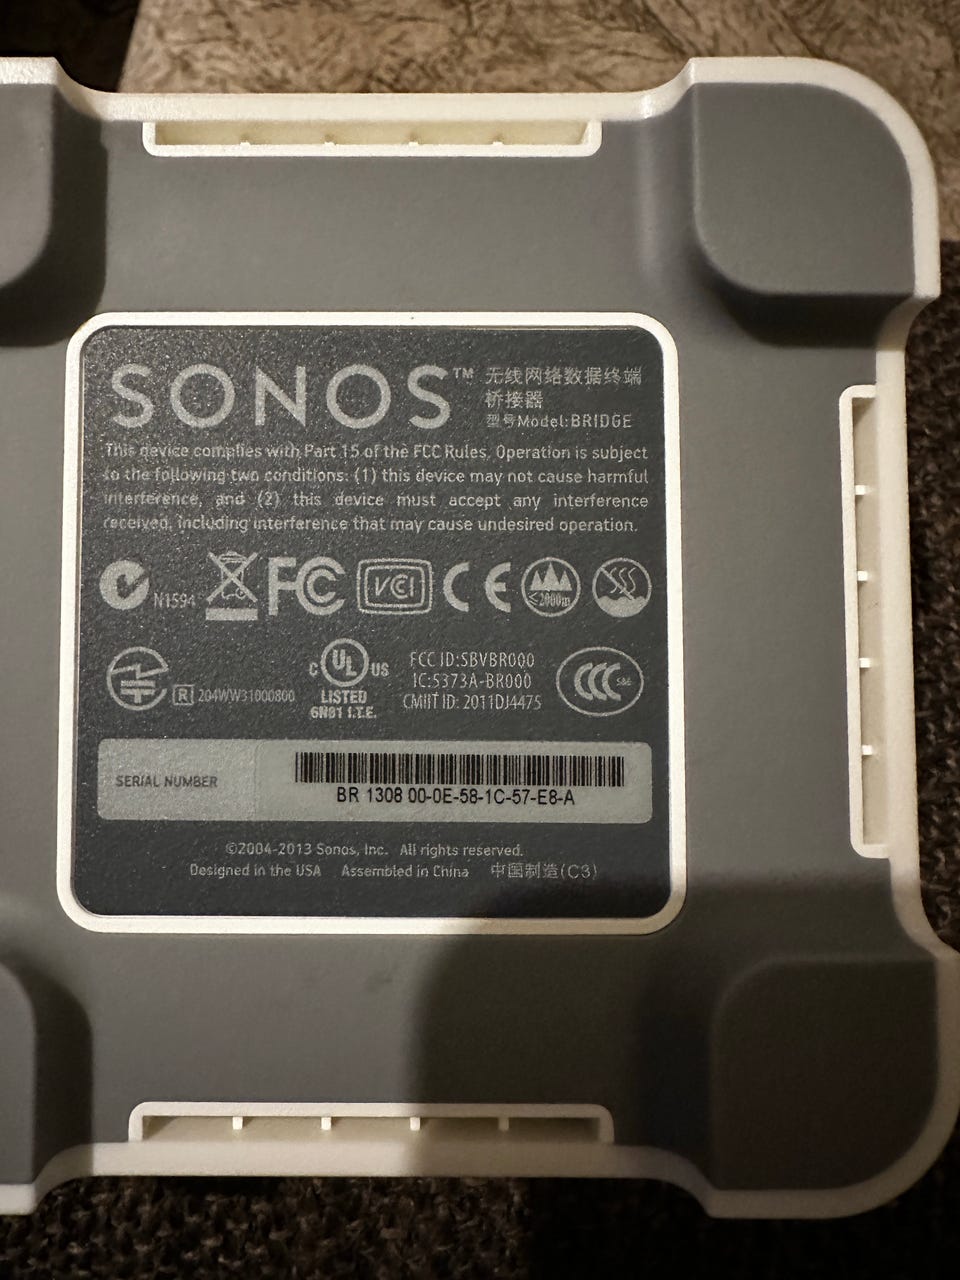 SONOS™
无线网络数据终端
桥接器
型号Model:BRIDGE
This device complies with Part 15 of the FCC Rules. Operation is subject
to the following two conditions: (1) this device may not cause harmful
interference, and (2) this device must accept any interference
received, including interference that may cause undesired operation.
N1594 FC VCCI CE ≤2000m
R 204WW31000800
C UL US
LISTED
6N81 I.T.E.
FCC ID:SBVBR000
IC:5373A-BR000
CMIIT ID: 2011DJ4475
CCC S&E
SERIAL NUMBER
BR 1308 00-0E-58-1C-57-E8-A
©2004-2013 Sonos, Inc. All rights reserved.
Designed in the USA Assembled in China 中国制造(C3)